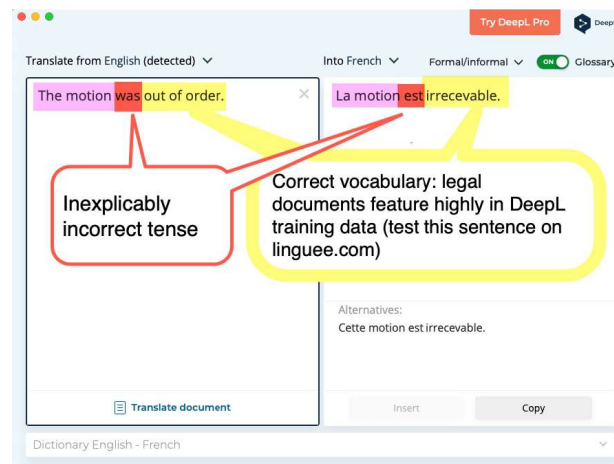 Try DeepL Pro
DeepL
Translate from English (detected)
Into French
Formal/informal
ON
Glossary
The motion was out of order.
La motion est irrecevable.
Inexplicably
incorrect tense
Correct vocabulary: legal
documents feature highly in DeepL
training data (test this sentence on
linguee.com)
Alternatives:
Cette motion est irrecevable.
Translate document
Insert
Copy
Dictionary English - French